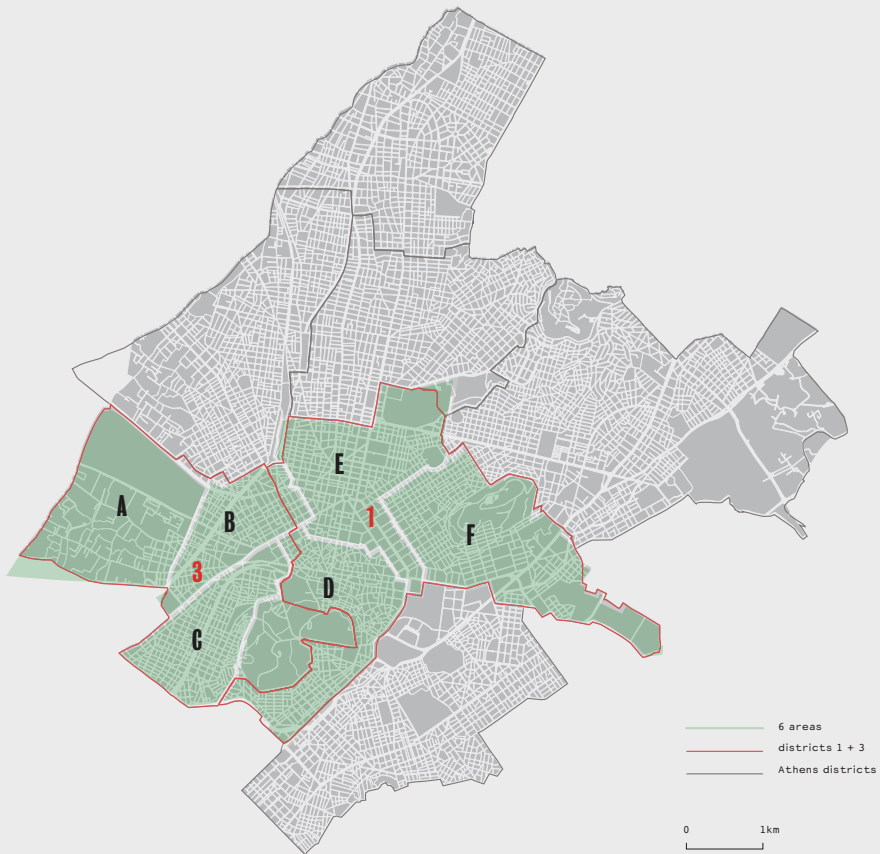 E
A
1
B
F
3
D
C
6 areas
districts 1 + 3
Athens districts
0 1km